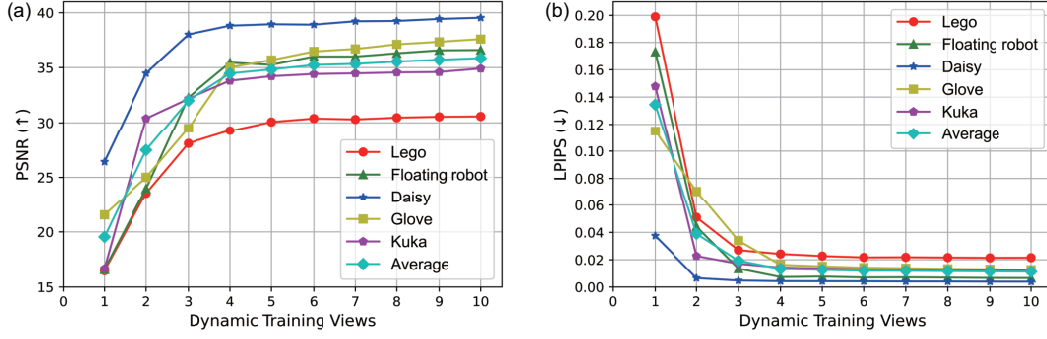 (a)
PSNR (↑)
40
35
30
25
20
15
0 1 2 3 4 5 6 7 8 9 10
Dynamic Training Views
Lego
Floating robot
Daisy
Glove
Kuka
Average
(b)
LPIPS (↓)
0.20
0.18
0.16
0.14
0.12
0.10
0.08
0.06
0.04
0.02
0.00
0 1 2 3 4 5 6 7 8 9 10
Dynamic Training Views
Lego
Floating robot
Daisy
Glove
Kuka
Average